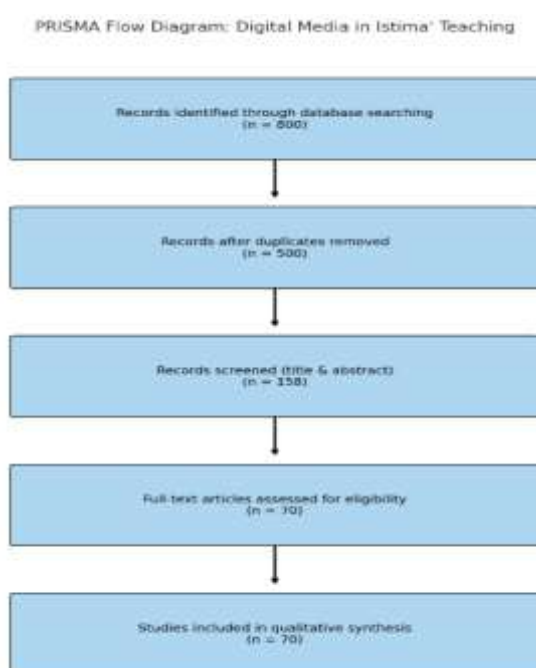 PRISMA Flow Diagram: Digital Media in Istima' Teaching
Records identified through database searching
(n = 800)
Records after duplicates removed
(n = 500)
Records screened (title & abstract)
(n = 158)
Full-text articles assessed for eligibility
(n = 70)
Studies included in qualitative synthesis
(n = 70)